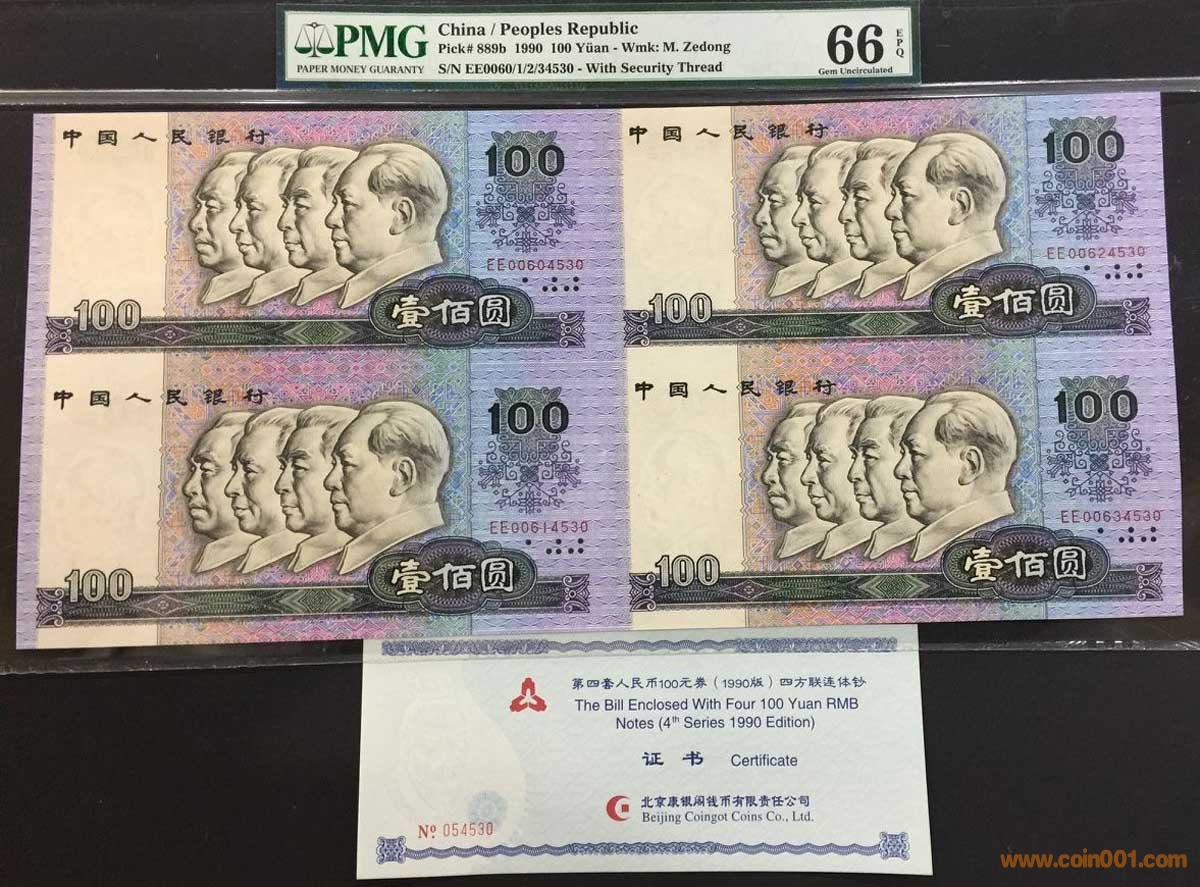 PMG
PAPER MONEY GUARANTY
China / Peoples Republic
Pick# 889b 1990 100 Yüan - Wmk: M. Zedong
S/N EE0060/1/2/34530 - With Security Thread
66
EPQ
Gem Uncirculated
中国人民银行
100
EE00604530
100
壹佰圆
中国人民银行
100
EE00624530
100
壹佰圆
中国人民银行
100
EE00614530
100
壹佰圆
中国人民银行
100
EE00634530
100
壹佰圆
第四套人民币100元券（1990版）四方联连体钞
The Bill Enclosed With Four 100 Yuan RMB
Notes (4th Series 1990 Edition)
证书 Certificate
北京康银阁钱币有限责任公司
Beijing Coingot Coins Co., Ltd.
Nº 054530
www.coin001.com